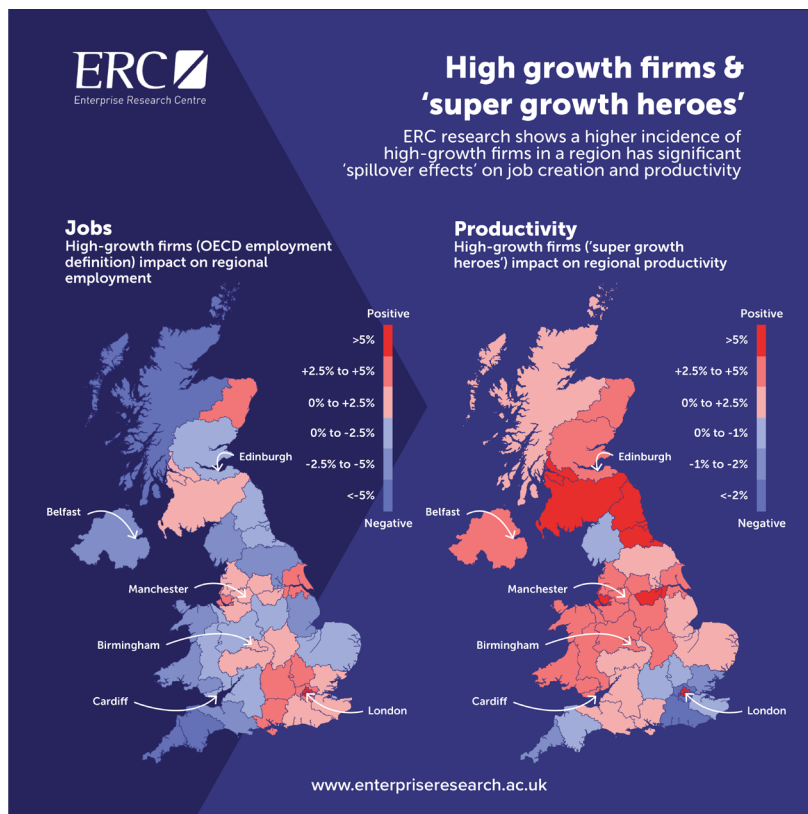 ERC
Enterprise Research Centre
High growth firms &
‘super growth heroes’
ERC research shows a higher incidence of
high-growth firms in a region has significant
‘spillover effects’ on job creation and productivity
Jobs
High-growth firms (OECD employment
definition) impact on regional
employment
Positive
>5%
+2.5% to +5%
0% to +2.5%
0% to -2.5%
-2.5% to -5%
<-5%
Negative
Edinburgh
Belfast
Manchester
Birmingham
Cardiff
London
Productivity
High-growth firms (‘super growth
heroes’) impact on regional productivity
Positive
>5%
+2.5% to +5%
0% to +2.5%
0% to -1%
-1% to -2%
<-2%
Negative
Edinburgh
Belfast
Manchester
Birmingham
Cardiff
London
www.enterpriseresearch.ac.uk